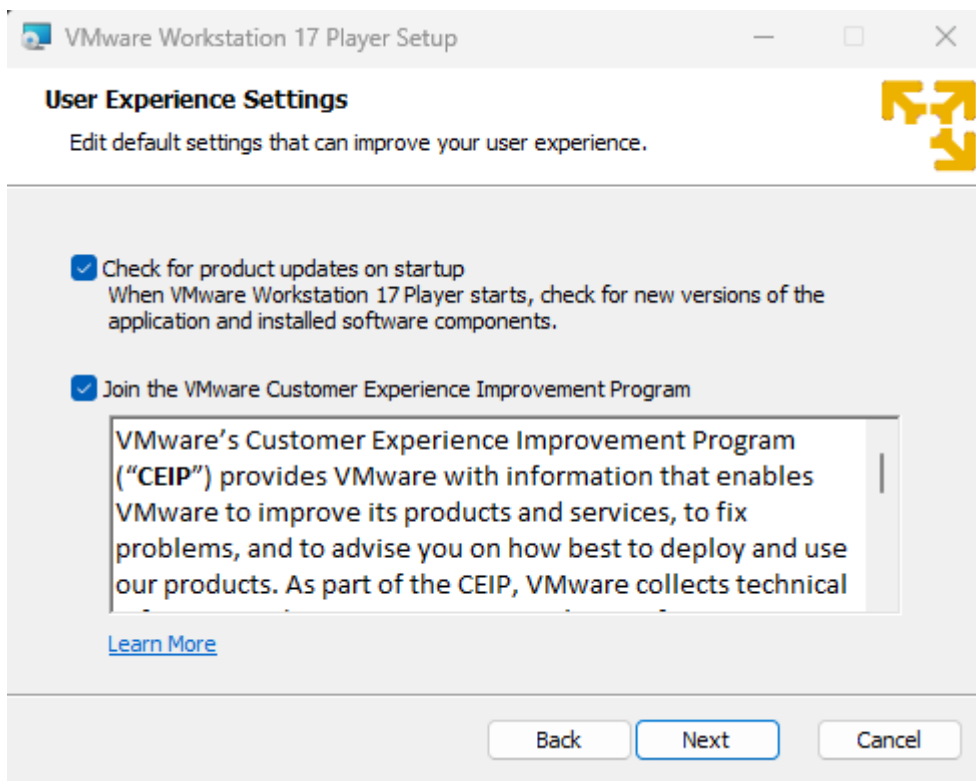 VMware Workstation 17 Player Setup
User Experience Settings
Edit default settings that can improve your user experience.
Check for product updates on startup
When VMware Workstation 17 Player starts, check for new versions of the
application and installed software components.
Join the VMware Customer Experience Improvement Program
VMware’s Customer Experience Improvement Program
(“CEIP”) provides VMware with information that enables
VMware to improve its products and services, to fix
problems, and to advise you on how best to deploy and use
our products. As part of the CEIP, VMware collects technical
Learn More
Back
Next
Cancel